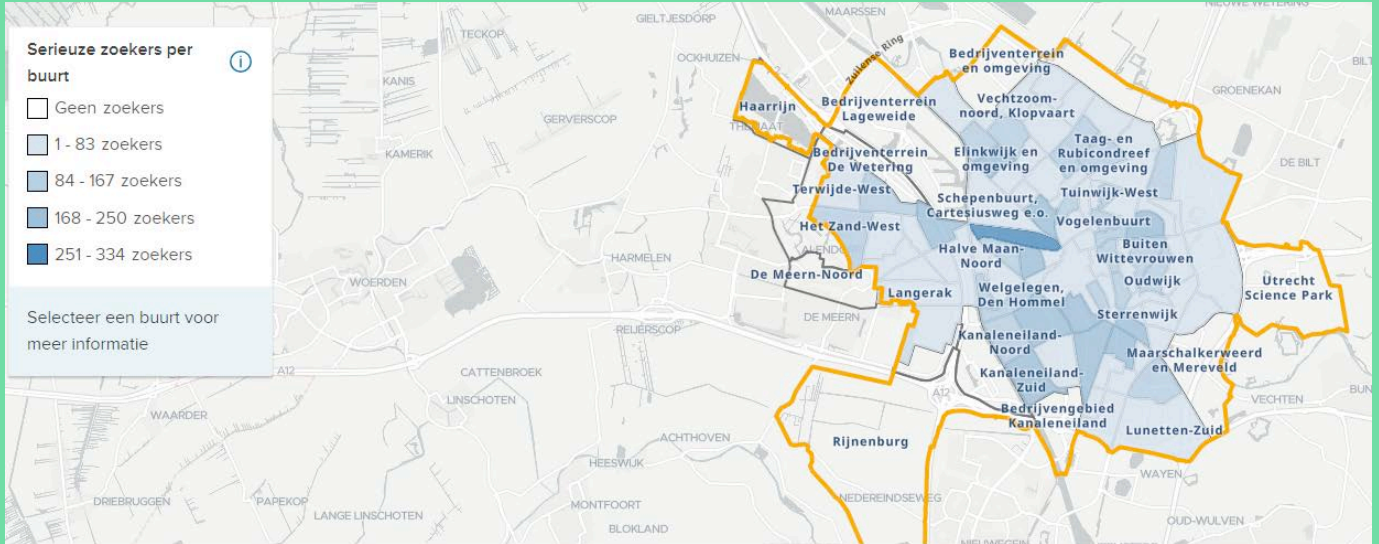 Serieuze zoekers per
buurt
Geen zoekers
1 - 83 zoekers
84 - 167 zoekers
168 - 250 zoekers
251 - 334 zoekers
Selecteer een buurt voor
meer informatie
GIELTJESDORP
MAARSSEN
TECKOP
OCKHUIZEN
Zuilense Ring
Bedrijventerrein
en omgeving
KANIS
GROENEKAN
Haarrijn
Bedrijventerrein
Lageweide
Vechtzoom-
noord, Klopvaart
GERVERSCOP
KAMERIK
Bedrijventerrein
De Wetering
Elinkwijk en
omgeving
Taag- en
Rubicondreef
en omgeving
DE BILT
Terwijde-West
Schepenbuurt,
Cartesiusweg e.o.
Tuinwijk-West
Vogelenbuurt
Het Zand-West
HARMELEN
Halve Maan-
Noord
Buiten
Wittevrouwen
De Meern-Noord
WOERDEN
Langerak
Welgelegen,
Den Hommel
Oudwijk
Utrecht
Science Park
DE MEERN
Sterrenwijk
REIJERSCOP
Kanaleneiland-
Noord
Maarschalkerweerd
en Mereveld
A12
CATTENBROEK
Kanaleneiland-
Zuid
A12
LINSCHOTEN
VECHTEN
BUN
WAARDER
Bedrijvengebied
Kanaleneiland
Lunetten-Zuid
ACHTHOVEN
Rijnenburg
HEESWIJK
WAYEN
DRIEBRUGGEN
PAPEKOP
LANGE LINSCHOTEN
MONTFOORT
NEDEREINDSEWEG
BLOKLAND
OUD-WULVEN